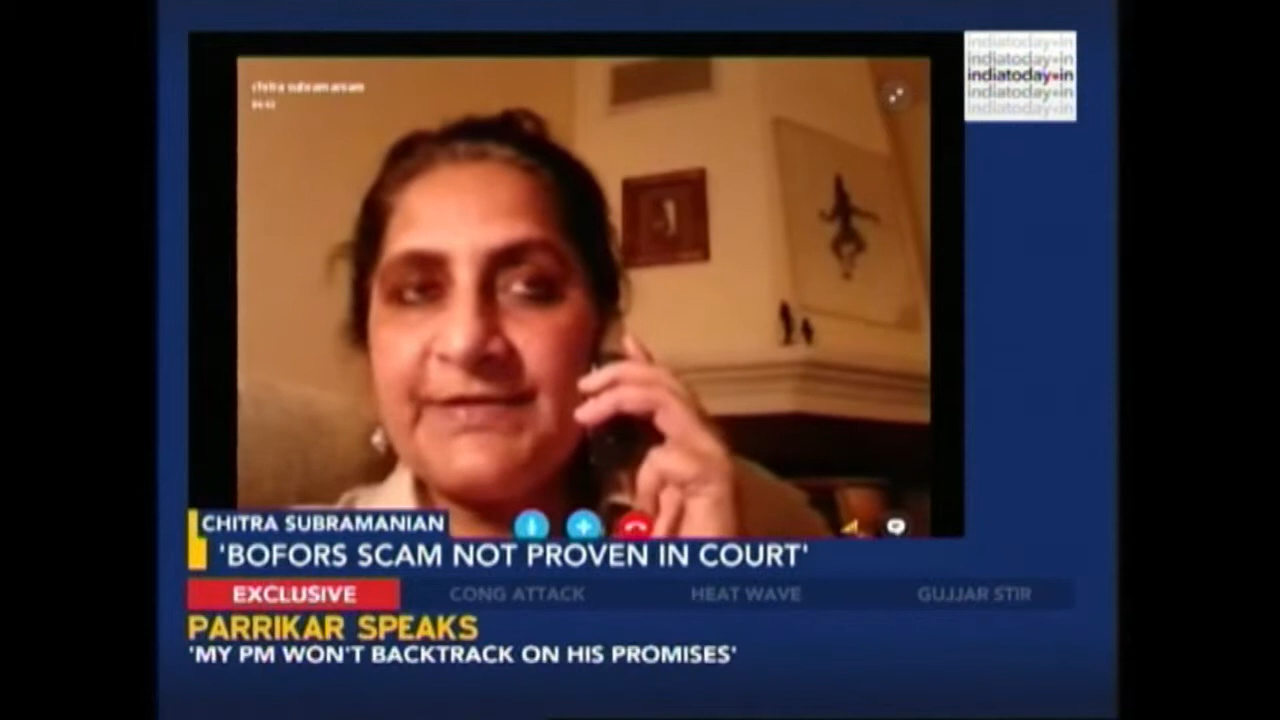 chitra subramaniam
indiatoday.in
indiatoday.in
indiatoday.in
indiatoday.in
indiatoday.in
CHITRA SUBRAMANIAN
'BOFORS SCAM NOT PROVEN IN COURT'
EXCLUSIVE CONG ATTACK HEAT WAVE GUJJAR STIR
PARRIKAR SPEAKS
'MY PM WON'T BACKTRACK ON HIS PROMISES'